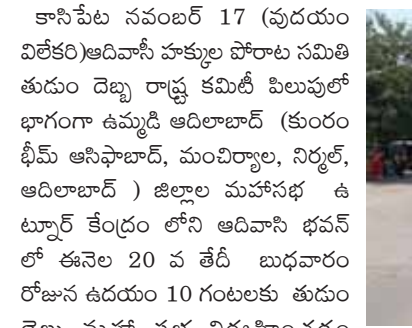 కాసిపేట నవంబర్ 17 (వుదయం
విలేకరి)ఆదివాసీ హక్కుల పోరాట సమితి
తుడుం దెబ్బ రాష్ట్ర కమిటీ పిలుపులో
భాగంగా ఉమ్మడి ఆదిలాబాద్ (కుంరం
భీమ్ ఆసిఫాబాద్, మంచిర్యాల, నిర్మల్,
ఆదిలాబాద్ ) జిల్లాల మహాసభ ఉ
ట్నూర్ కేంద్రం లోని ఆదివాసి భవన్
లో ఈనెల 20 వ తేదీ బుధవారం
రోజున ఉదయం 10 గంటలకు తుడుం